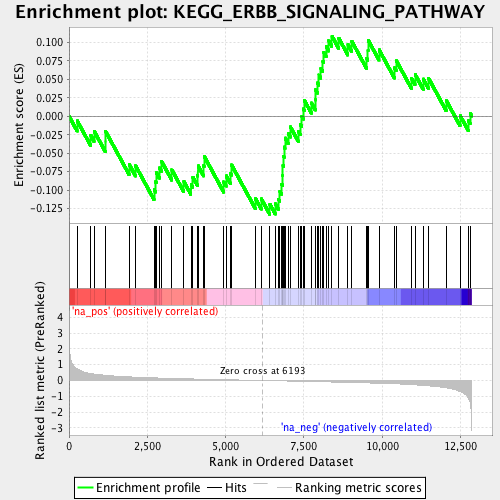 Enrichment plot: KEGG_ERBB_SIGNALING_PATHWAY
Enrichment score (ES)
0.100
0.075
0.050
0.025
0.000
-0.025
-0.050
-0.075
-0.100
-0.125
'na_pos' (positively correlated)
Ranked list metric (PreRanked)
4
3
2
1
0
-1
-2
-3
Zero cross at 6193
'na_neg' (negatively correlated)
0
2,500
5,000
7,500
10,000
12,500
Rank in Ordered Dataset
Enrichment profile
Hits
Ranking metric scores